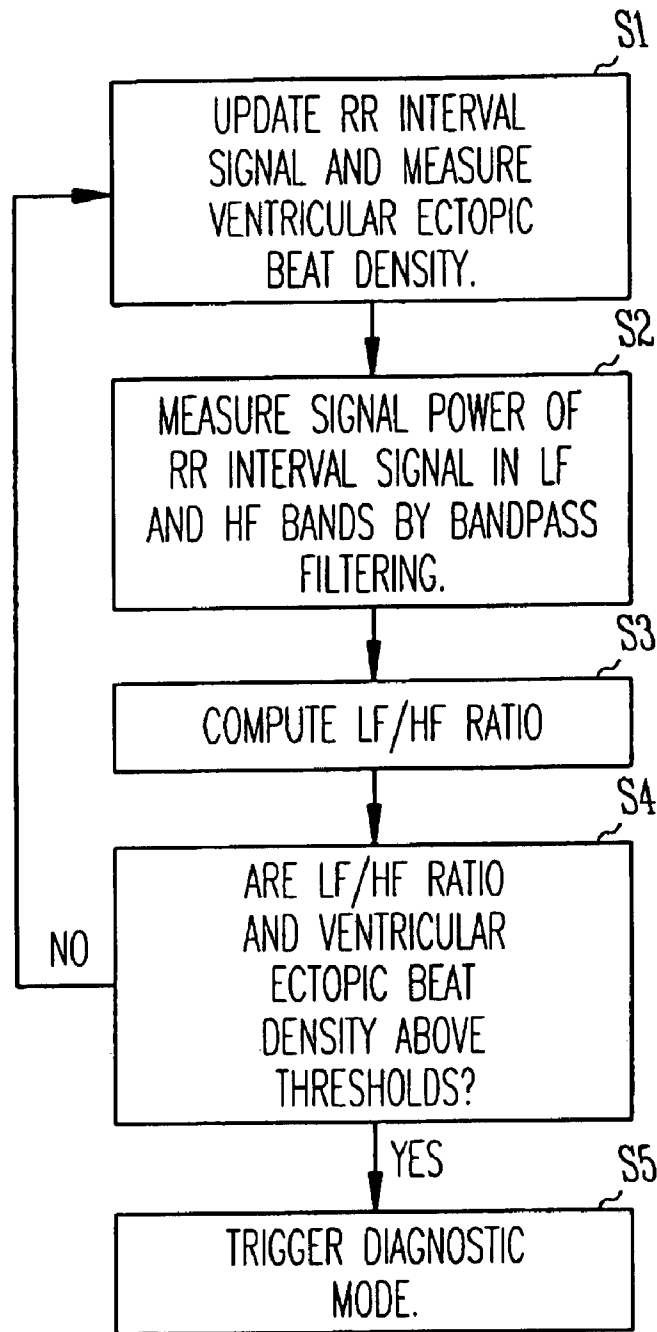 S1
UPDATE RR INTERVAL
SIGNAL AND MEASURE
VENTRICULAR ECTOPIC
BEAT DENSITY.
S2
MEASURE SIGNAL POWER OF
RR INTERVAL SIGNAL IN LF
AND HF BANDS BY BANDPASS
FILTERING.
S3
COMPUTE LF/HF RATIO
S4
ARE LF/HF RATIO
AND VENTRICULAR
ECTOPIC BEAT
DENSITY ABOVE
THRESHOLDS?
NO
YES
S5
TRIGGER DIAGNOSTIC
MODE.